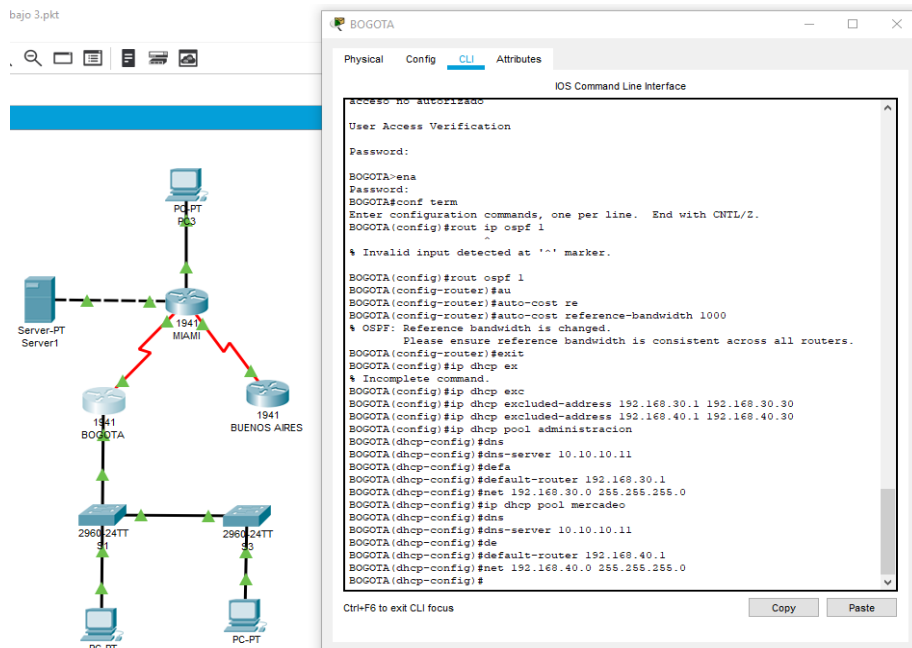 bajo 3.pkt
PC-PT
PC3
Server-PT
Server1
1941
MIAMI
1941
BOGOTA
1941
BUENOS AIRES
2960-24TT
S1
2960-24TT
S3
PC-PT
PC-PT
BOGOTA
Physical Config CLI Attributes
IOS Command Line Interface
acceso no autorizado
User Access Verification
Password:
BOGOTA>ena
Password:
BOGOTA#conf term
Enter configuration commands, one per line. End with CNTL/Z.
BOGOTA(config)#rout ip ospf 1
^
% Invalid input detected at '^' marker.
BOGOTA(config)#rout ospf 1
BOGOTA(config-router)#au
BOGOTA(config-router)#auto-cost re
BOGOTA(config-router)#auto-cost reference-bandwidth 1000
% OSPF: Reference bandwidth is changed.
Please ensure reference bandwidth is consistent across all routers.
BOGOTA(config-router)#exit
BOGOTA(config)#ip dhcp ex
% Incomplete command.
BOGOTA(config)#ip dhcp exc
BOGOTA(config)#ip dhcp excluded-address 192.168.30.1 192.168.30.30
BOGOTA(config)#ip dhcp excluded-address 192.168.40.1 192.168.40.30
BOGOTA(config)#ip dhcp pool administracion
BOGOTA(dhcp-config)#dns
BOGOTA(dhcp-config)#dns-server 10.10.10.11
BOGOTA(dhcp-config)#defa
BOGOTA(dhcp-config)#default-router 192.168.30.1
BOGOTA(dhcp-config)#net 192.168.30.0 255.255.255.0
BOGOTA(dhcp-config)#ip dhcp pool mercadeo
BOGOTA(dhcp-config)#dns
BOGOTA(dhcp-config)#dns-server 10.10.10.11
BOGOTA(dhcp-config)#de
BOGOTA(dhcp-config)#default-router 192.168.40.1
BOGOTA(dhcp-config)#net 192.168.40.0 255.255.255.0
BOGOTA(dhcp-config)#
Ctrl+F6 to exit CLI focus
Copy Paste